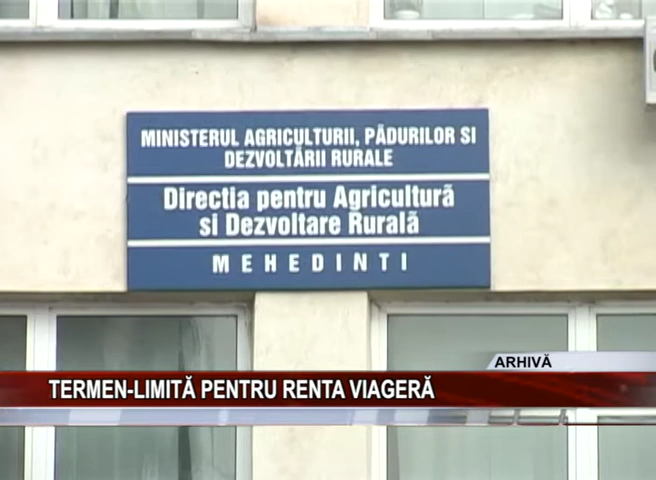 MINISTERUL AGRICULTURII, PĂDURILOR SI
DEZVOLTĂRII RURALE
Directia pentru Agricultură
si Dezvoltare Rurală
MEHEDINTI
ARHIVĂ
TERMEN-LIMITĂ PENTRU RENTA VIAGERĂ